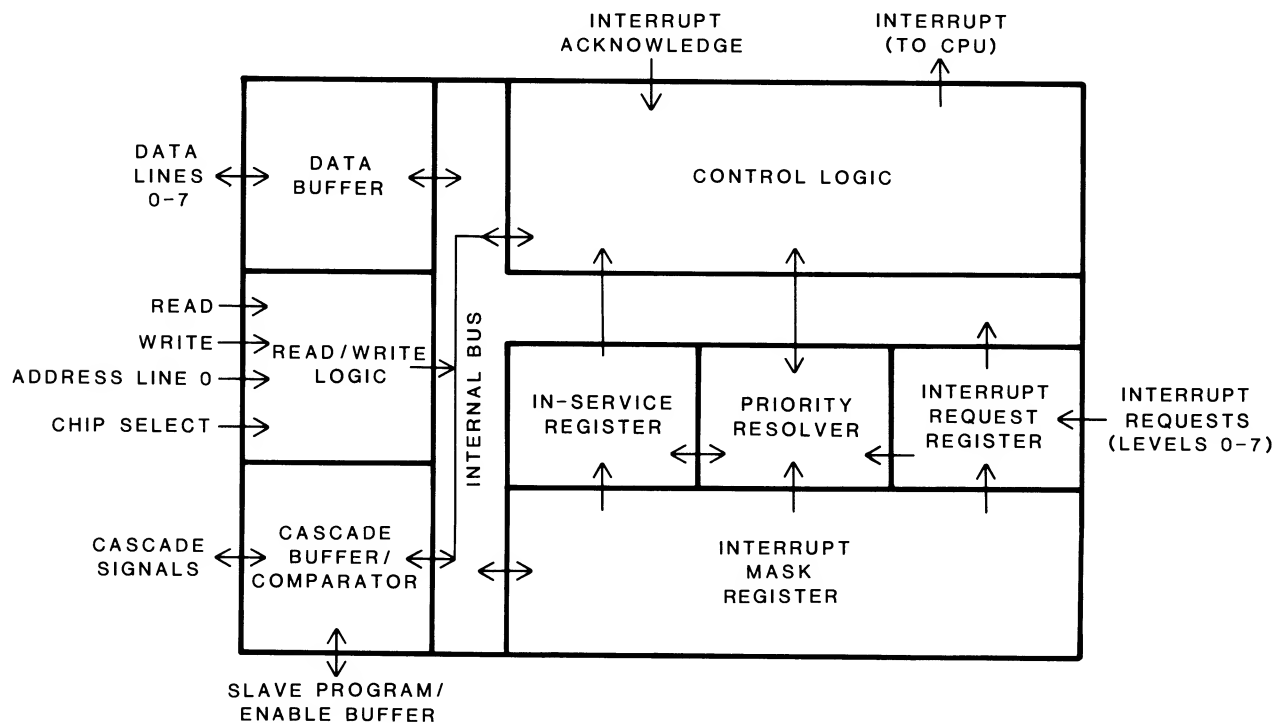 INTERRUPT
ACKNOWLEDGE
INTERRUPT
(TO CPU)
DATA
LINES
0-7
DATA
BUFFER
CONTROL LOGIC
READ
WRITE
ADDRESS LINE 0
CHIP SELECT
READ/WRITE
LOGIC
INTERNAL BUS
IN-SERVICE
REGISTER
PRIORITY
RESOLVER
INTERRUPT
REQUEST
REGISTER
INTERRUPT
REQUESTS
(LEVELS 0-7)
CASCADE
SIGNALS
CASCADE
BUFFER/
COMPARATOR
INTERRUPT
MASK
REGISTER
SLAVE PROGRAM/
ENABLE BUFFER